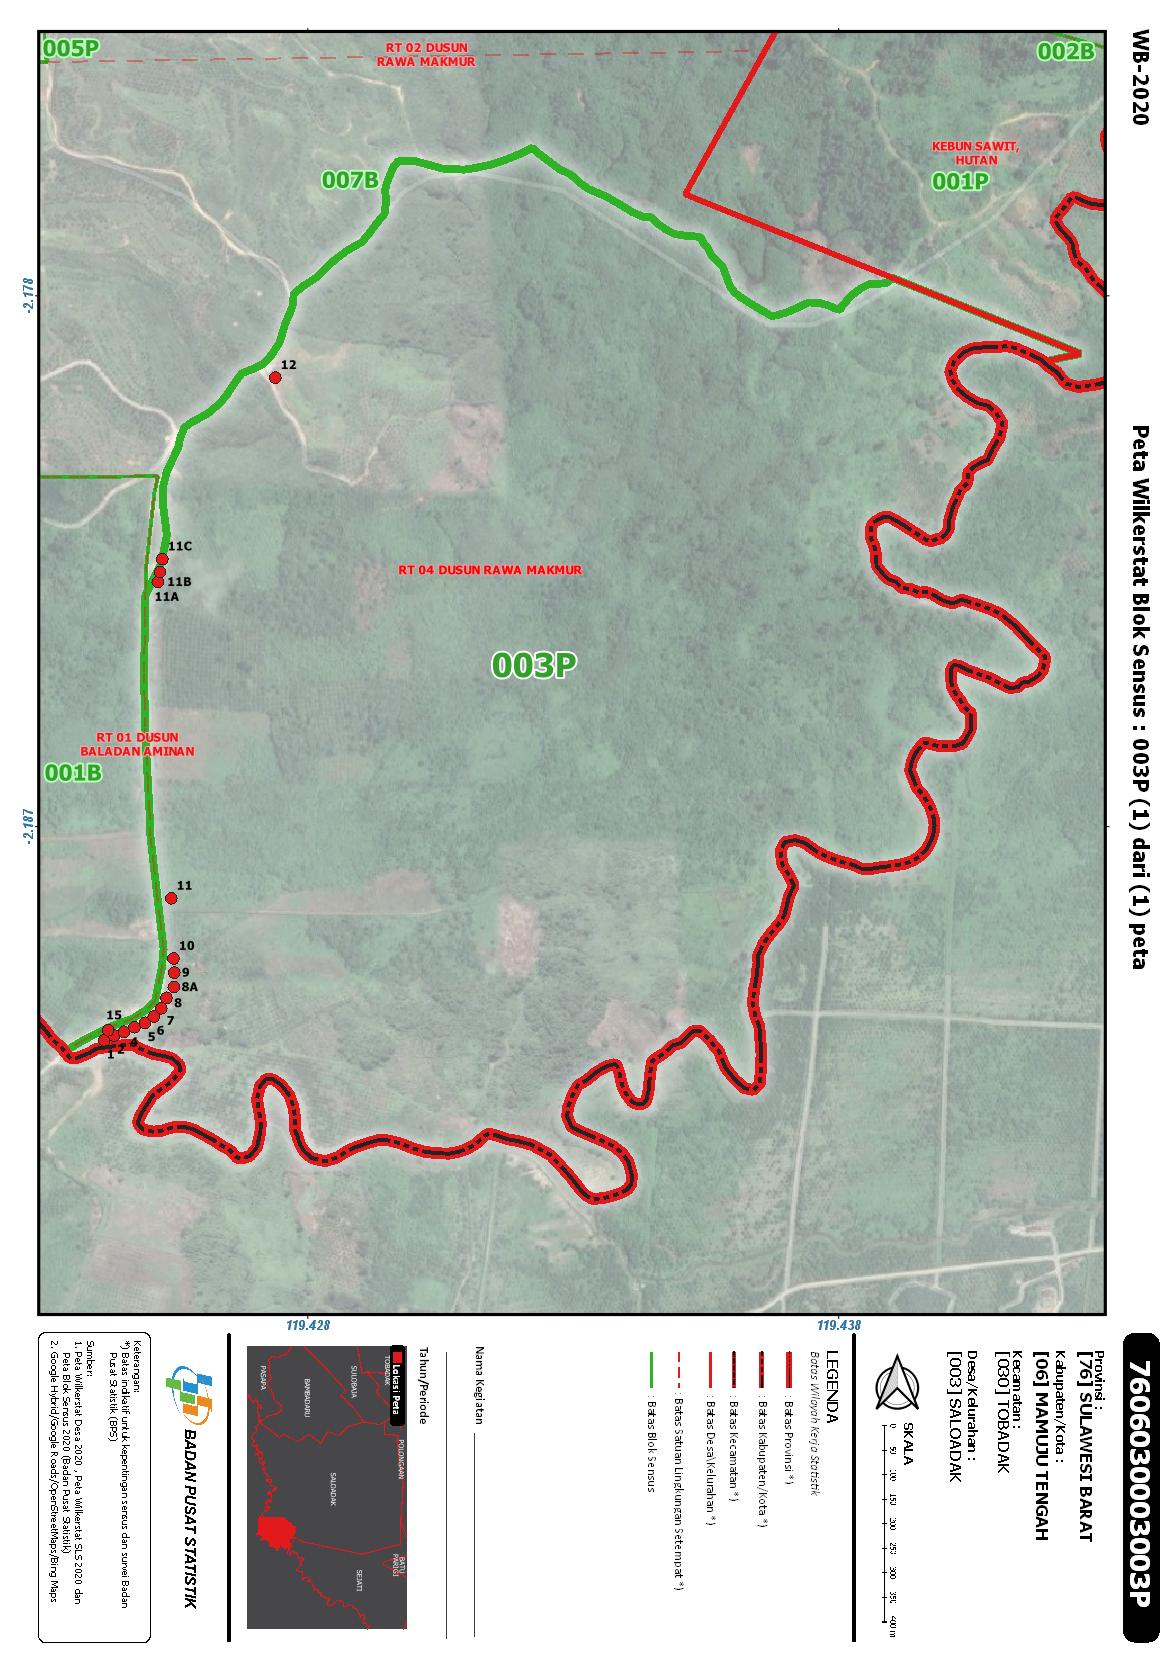 WB-2020
Peta Wilkerstat Blok Sensus : 003P (1) dari (1) peta
005P
RT 02 DUSUN
RAWA MAKMUR
002B
KEBUN SAWIT,
HUTAN
001P
007B
-2.178
12
11C
11B
11A
RT 04 DUSUN RAWA MAKMUR
003P
RT 01 DUSUN
BALADAN AMINAN
001B
-2.187
11
10
9
8A
8
7
6
5
4
2
1
15
119.428
119.438
7606030003003P
Provinsi :
[76] SULAWESI BARAT
Kabupaten/Kota :
[06] MAMUJU TENGAH
Kecamatan :
[030] TOBADAK
Desa/Kelurahan :
[003] SALOADAK
SKALA
0 50 100 150 200 250 300 350 400 m
LEGENDA
Batas Wilayah Kerja Statistik
: Batas Provinsi *)
: Batas Kabupaten/Kota *)
: Batas Kecamatan *)
: Batas Desa\Kelurahan *)
: Batas Satuan Lingkungan Setempat *)
: Batas Blok Sensus
Nama Kegiatan
Tahun/Periode
Lokasi Peta
TOBADAK
POLONGAAN
BATU
PARIGI
SULOBAJA
SEJATI
SALOADAK
BAMBADARU
PASAPA
BADAN PUSAT STATISTIK
Keterangan:
*) Batas indikatif untuk kepentingan sensus dan survei Badan
Pusat Statistik (BPS)
Sumber:
1. Peta Wilkerstat Desa 2020 , Peta Wilkerstat SLS 2020 dan
Peta Blok Sensus 2020 (Badan Pusat Statistik)
2. Google Hybrid/Google Roads/OpenStreetMaps/Bing Maps